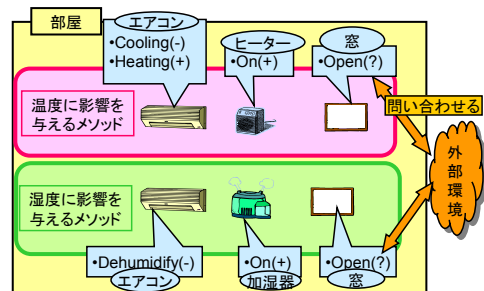 部屋
エアコン
•Cooling(-)
•Heating(+)
ヒーター
•On(+)
窓
•Open(?)
温度に影響を
与えるメソッド
問い合わせる
外
部
環
境
湿度に影響を
与えるメソッド
•Dehumidify(-)
エアコン
•On(+)
加湿器
•Open(?)
窓